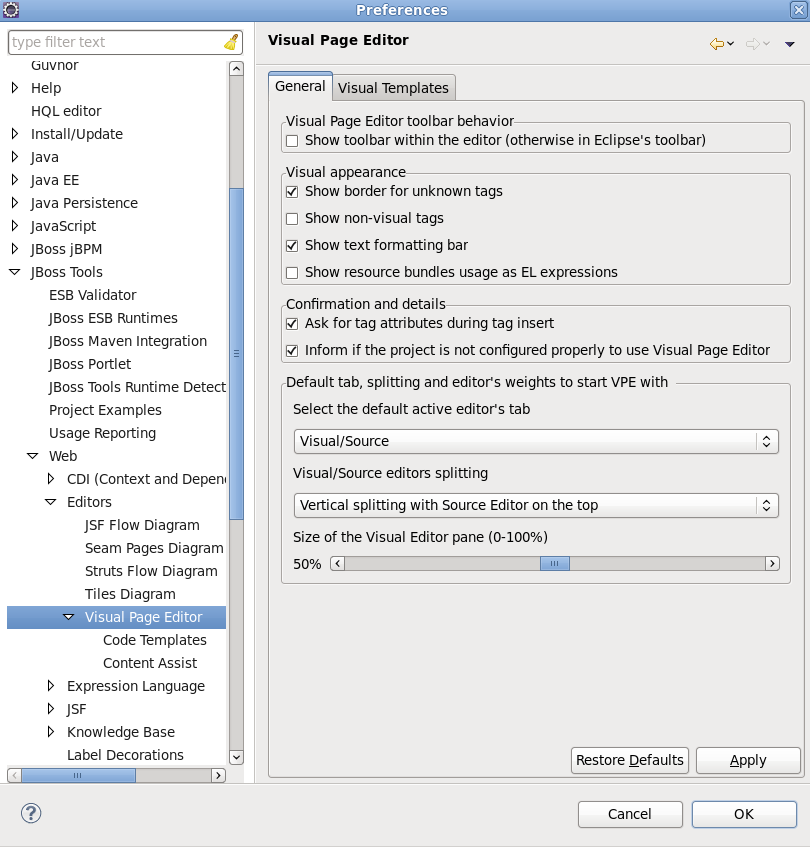 Preferences
type filter text
Guvnor
Help
HQL editor
Install/Update
Java
Java EE
Java Persistence
JavaScript
JBoss jBPM
JBoss Tools
ESB Validator
JBoss ESB Runtimes
JBoss Maven Integration
JBoss Portlet
JBoss Tools Runtime Detect
Project Examples
Usage Reporting
Web
CDI (Context and Depen
Editors
JSF Flow Diagram
Seam Pages Diagram
Struts Flow Diagram
Tiles Diagram
Visual Page Editor
Code Templates
Content Assist
Expression Language
JSF
Knowledge Base
Label Decorations
Visual Page Editor
General
Visual Templates
Visual Page Editor toolbar behavior
Show toolbar within the editor (otherwise in Eclipse's toolbar)
Visual appearance
Show border for unknown tags
Show non-visual tags
Show text formatting bar
Show resource bundles usage as EL expressions
Confirmation and details
Ask for tag attributes during tag insert
Inform if the project is not configured properly to use Visual Page Editor
Default tab, splitting and editor's weights to start VPE with
Select the default active editor's tab
Visual/Source
Visual/Source editors splitting
Vertical splitting with Source Editor on the top
Size of the Visual Editor pane (0-100%)
50%
Restore Defaults
Apply
Cancel
OK